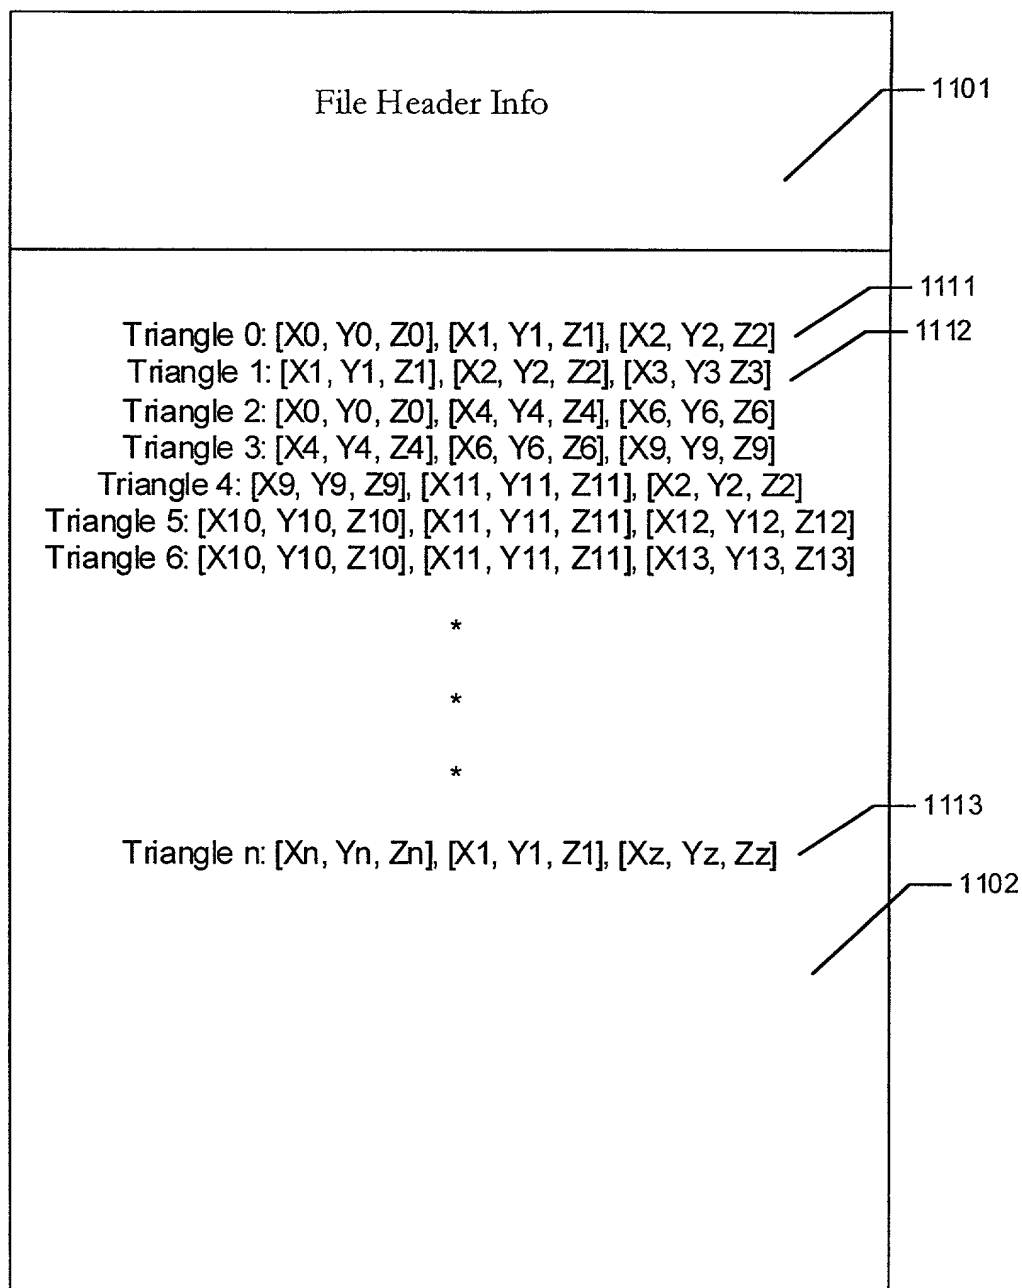 File Header Info
1101
1111
Triangle 0: [X0, Y0, Z0], [X1, Y1, Z1], [X2, Y2, Z2]
1112
Triangle 1: [X1, Y1, Z1], [X2, Y2, Z2], [X3, Y3 Z3]
Triangle 2: [X0, Y0, Z0], [X4, Y4, Z4], [X6, Y6, Z6]
Triangle 3: [X4, Y4, Z4], [X6, Y6, Z6], [X9, Y9, Z9]
Triangle 4: [X9, Y9, Z9], [X11, Y11, Z11], [X2, Y2, Z2]
Triangle 5: [X10, Y10, Z10], [X11, Y11, Z11], [X12, Y12, Z12]
Triangle 6: [X10, Y10, Z10], [X11, Y11, Z11], [X13, Y13, Z13]
*
*
*
1113
Triangle n: [Xn, Yn, Zn], [X1, Y1, Z1], [Xz, Yz, Zz]
1102